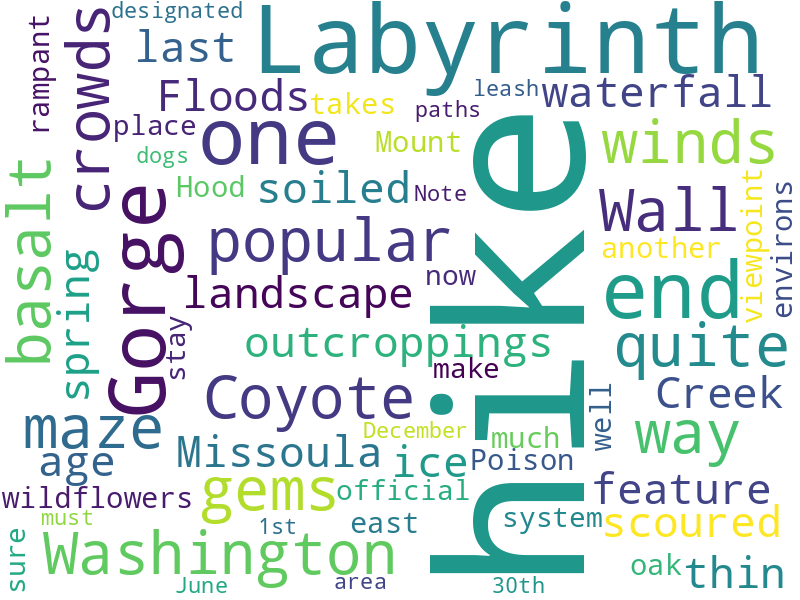 designated
Labyrinth
last
crowds
rampant
Floods
takes
leash
waterfall
paths
place
one
Mount
winds
dogs
hike
basalt
Hood
soiled
Note
Wall
viewpoint
environs
Gorge
popular
another
spring
now
landscape
end
stay
outcroppings
quite
make
Coyote
Creek
maze
well
way
December
much
age
Missoula
ice
Poison
wildflowers
gems
official
feature
must
1st
east
system
scoured
sure
Washington
oak
thin
June
area
30th